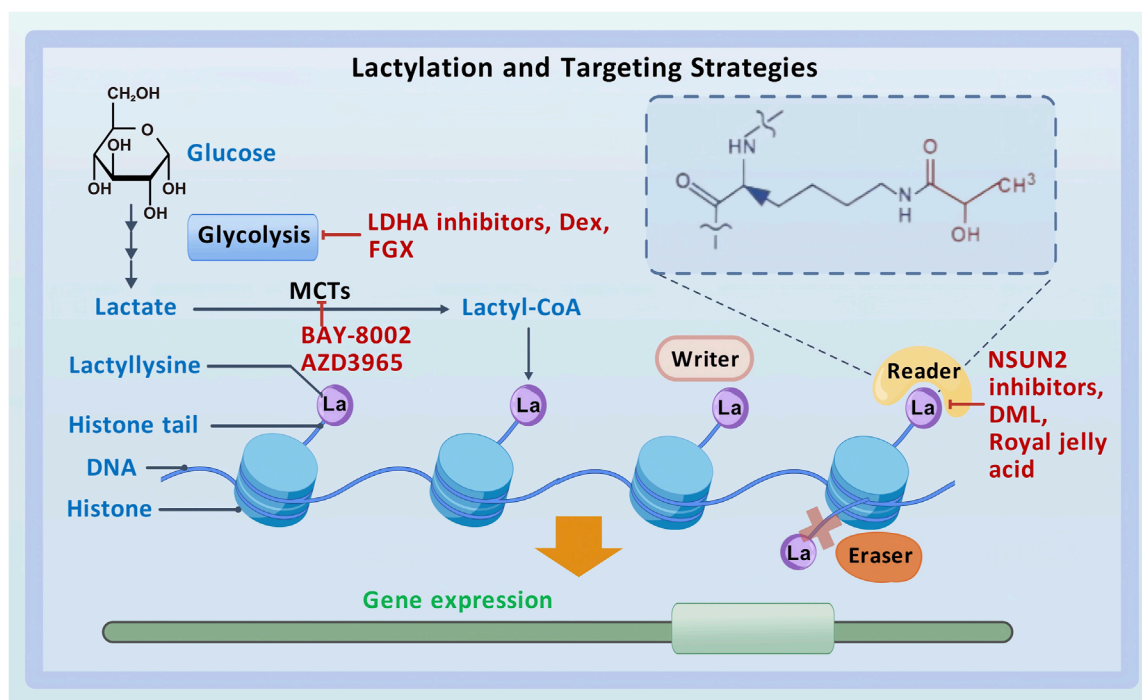 Lactylation and Targeting Strategies
CH₂OH
O
OH
OH
OH
OH
Glucose
HN
O
O
N
H
CH³
OH
I
Glycolysis
LDHA inhibitors, Dex,
FGX
MCTs
Lactate
Lactyl-CoA
BAY-8002
AZD3965
Lactyllysine
Writer
Reader
NSUN2
inhibitors,
DML,
Royal jelly
acid
La
La
La
La
Histone tail
DNA
Histone
La
Eraser
Gene expression